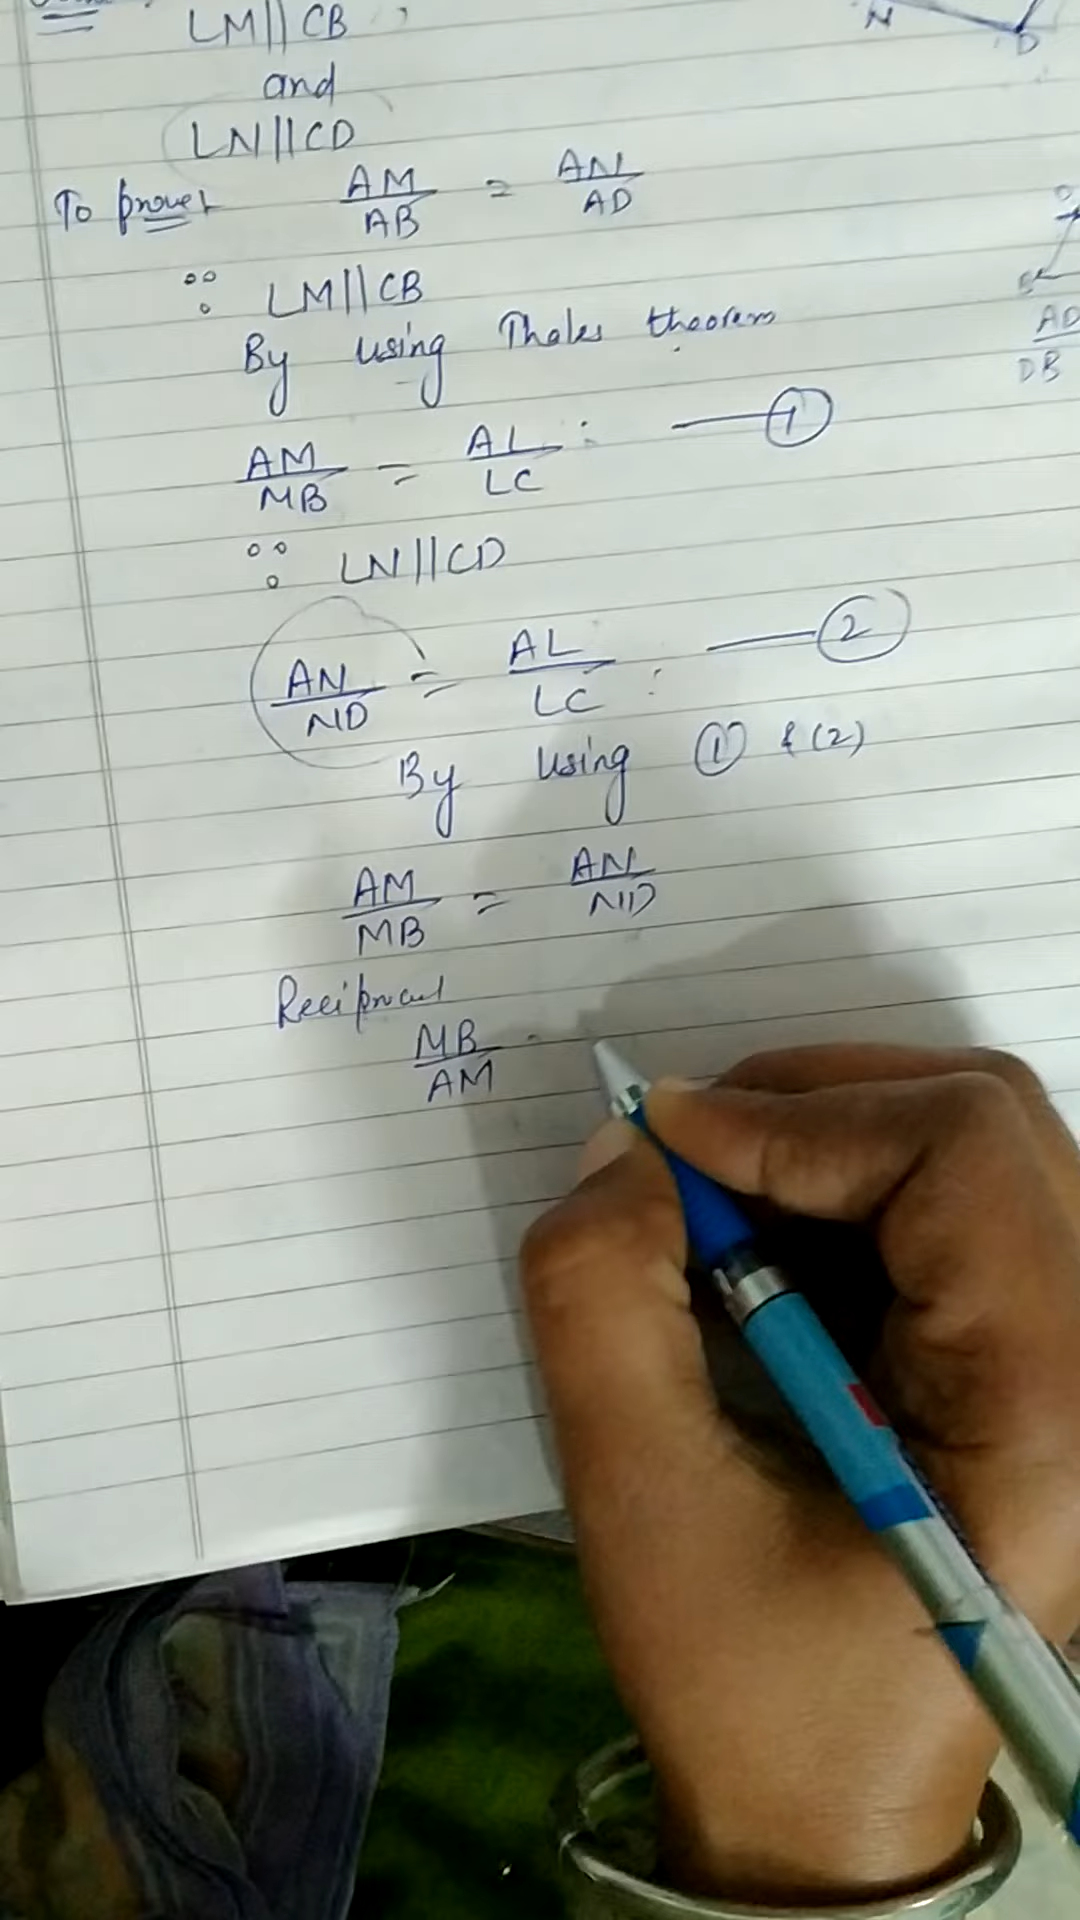 LM||CB ,
N D
and
LN||CD
To prove AM/AB = AN/AD
∵ LM||CB
By using Thales theorem
AD/DB
AM/MB = AL/LC : — ①
∵ LN||CD
AN/ND = AL/LC : — ②
By using ① & (2)
AM/MB = AN/ND
Reciprocal
MB/AM